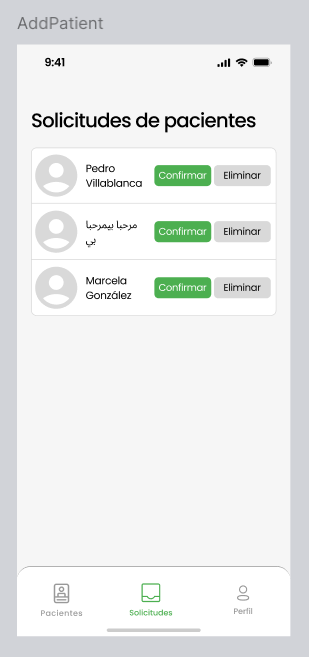 AddPatient
9:41
Solicitudes de pacientes
Pedro
Villablanca
Confirmar
Eliminar
مرحبا بيمرحبا
بي
Confirmar
Eliminar
Marcela
González
Confirmar
Eliminar
Pacientes
Solicitudes
Perfil